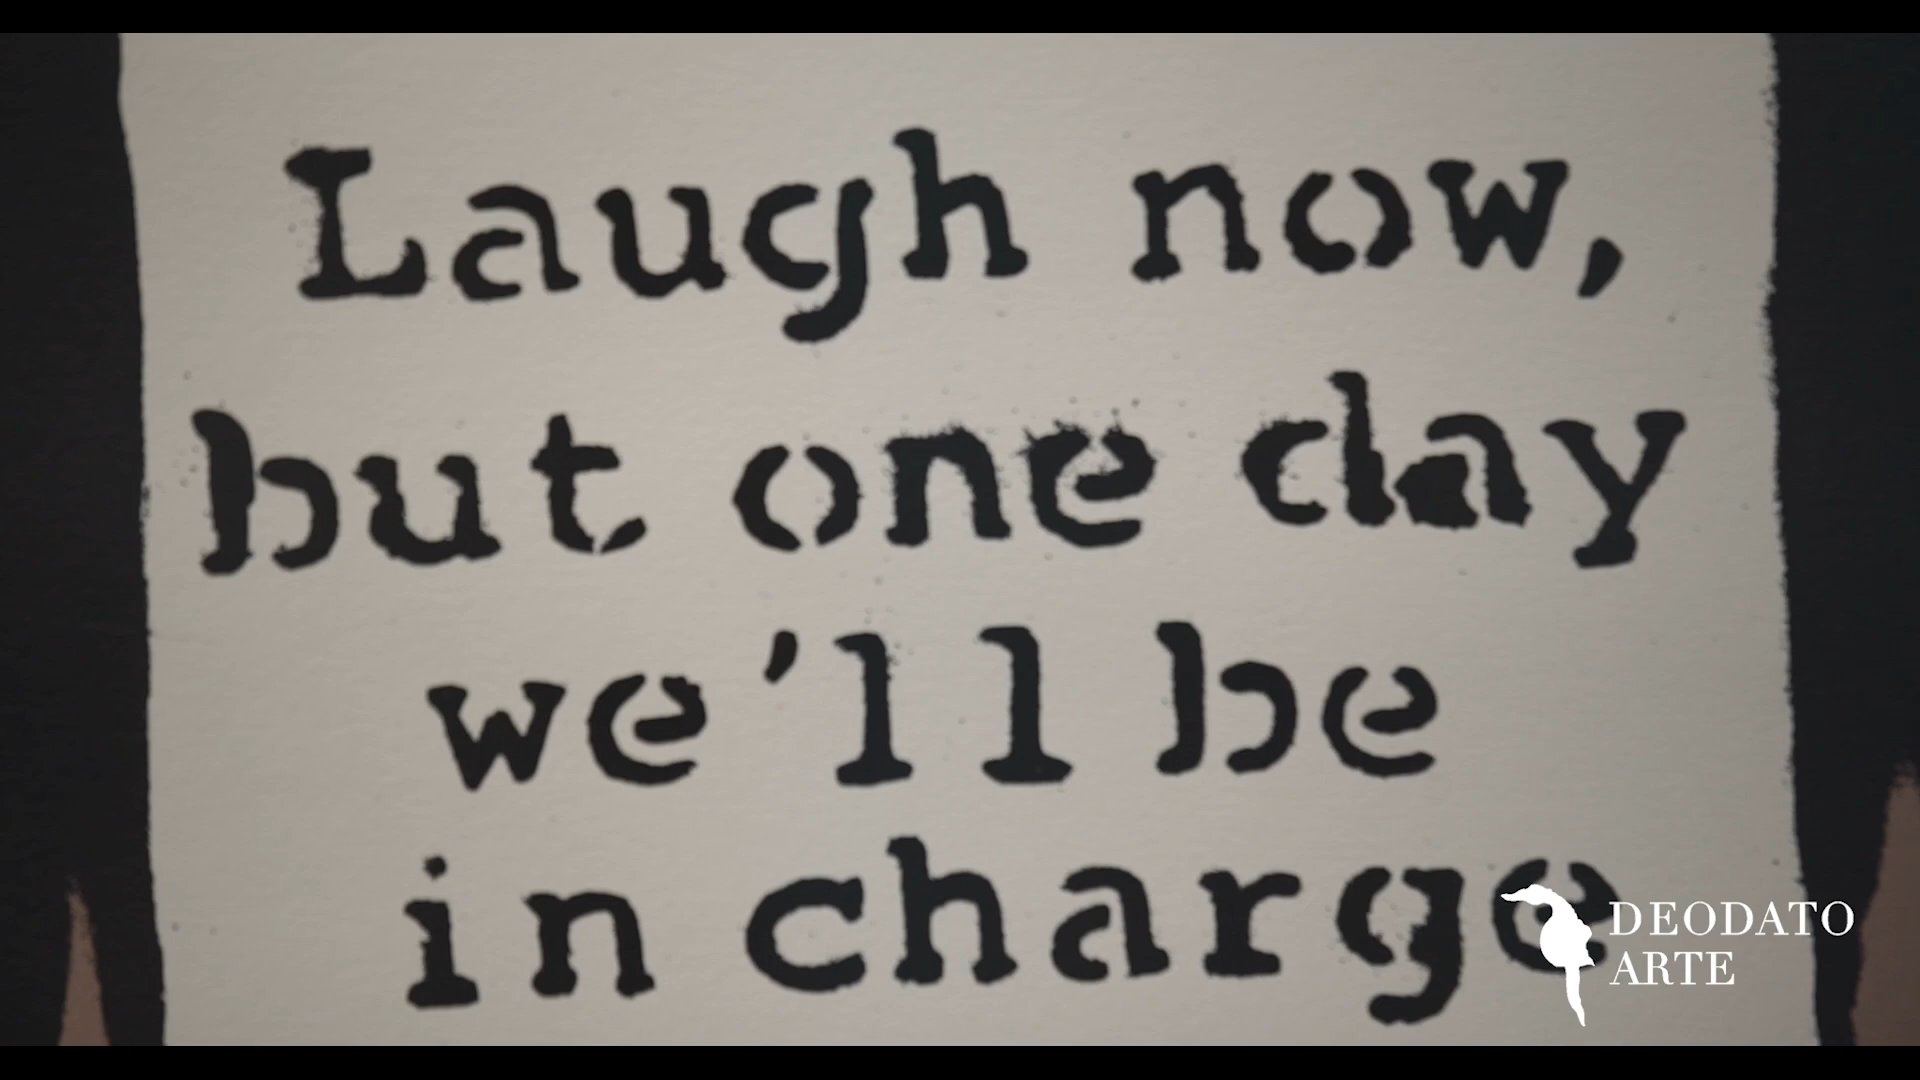 Laugh now,
but one day
we'll be
in charge
DEODATO
ARTE